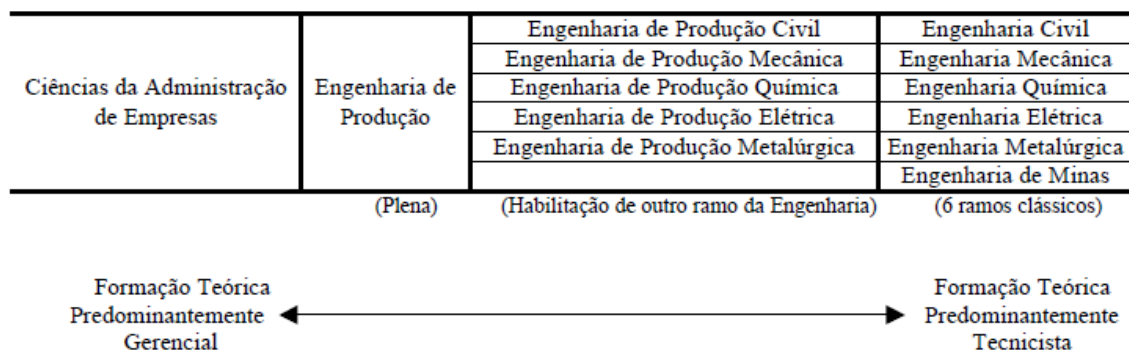 Ciências da Administração
de Empresas
Engenharia de
Produção
Engenharia de Produção Civil
Engenharia de Produção Mecânica
Engenharia de Produção Química
Engenharia de Produção Elétrica
Engenharia de Produção Metalúrgica
Engenharia Civil
Engenharia Mecânica
Engenharia Química
Engenharia Elétrica
Engenharia Metalúrgica
Engenharia de Minas
(Plena)
(Habilitação de outro ramo da Engenharia)
(6 ramos clássicos)
Formação Teórica
Predominantemente
Gerencial
Formação Teórica
Predominantemente
Tecnicista